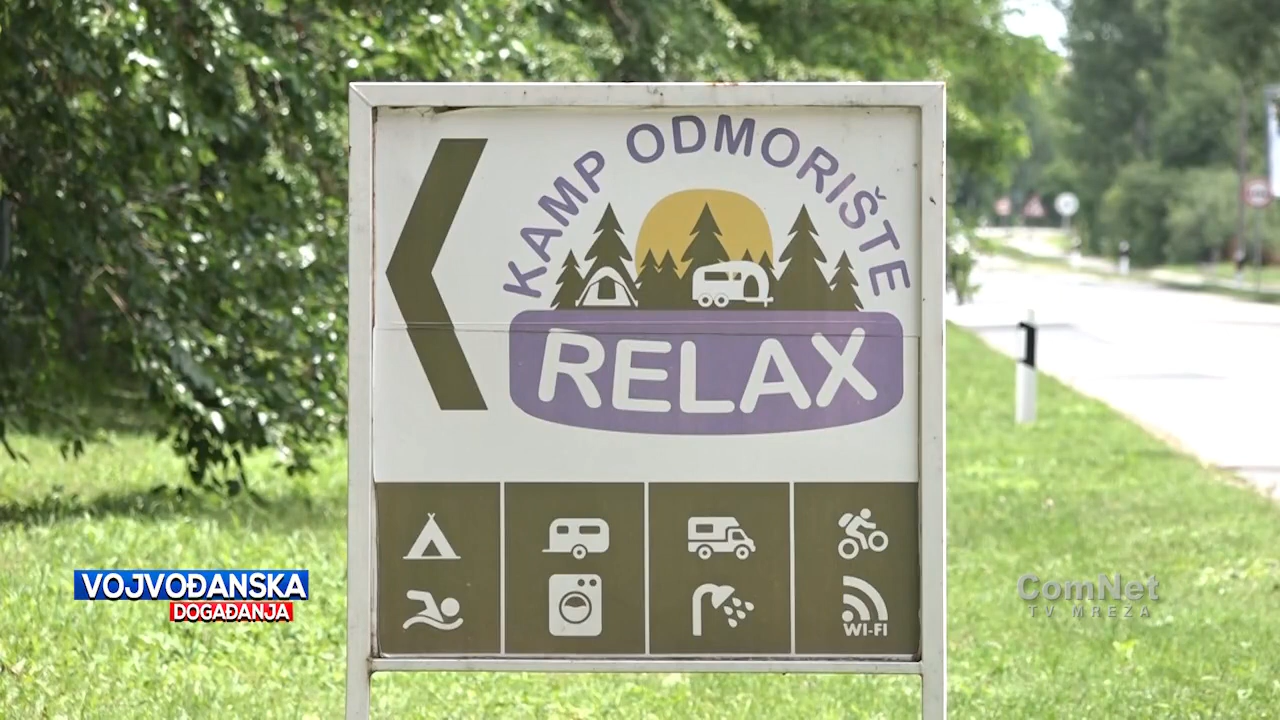 KAMP ODMORIŠTE
RELAX
WI-FI
VOJVOĐANSKA
DOGAĐANJA
ComNet
TV MREŽA